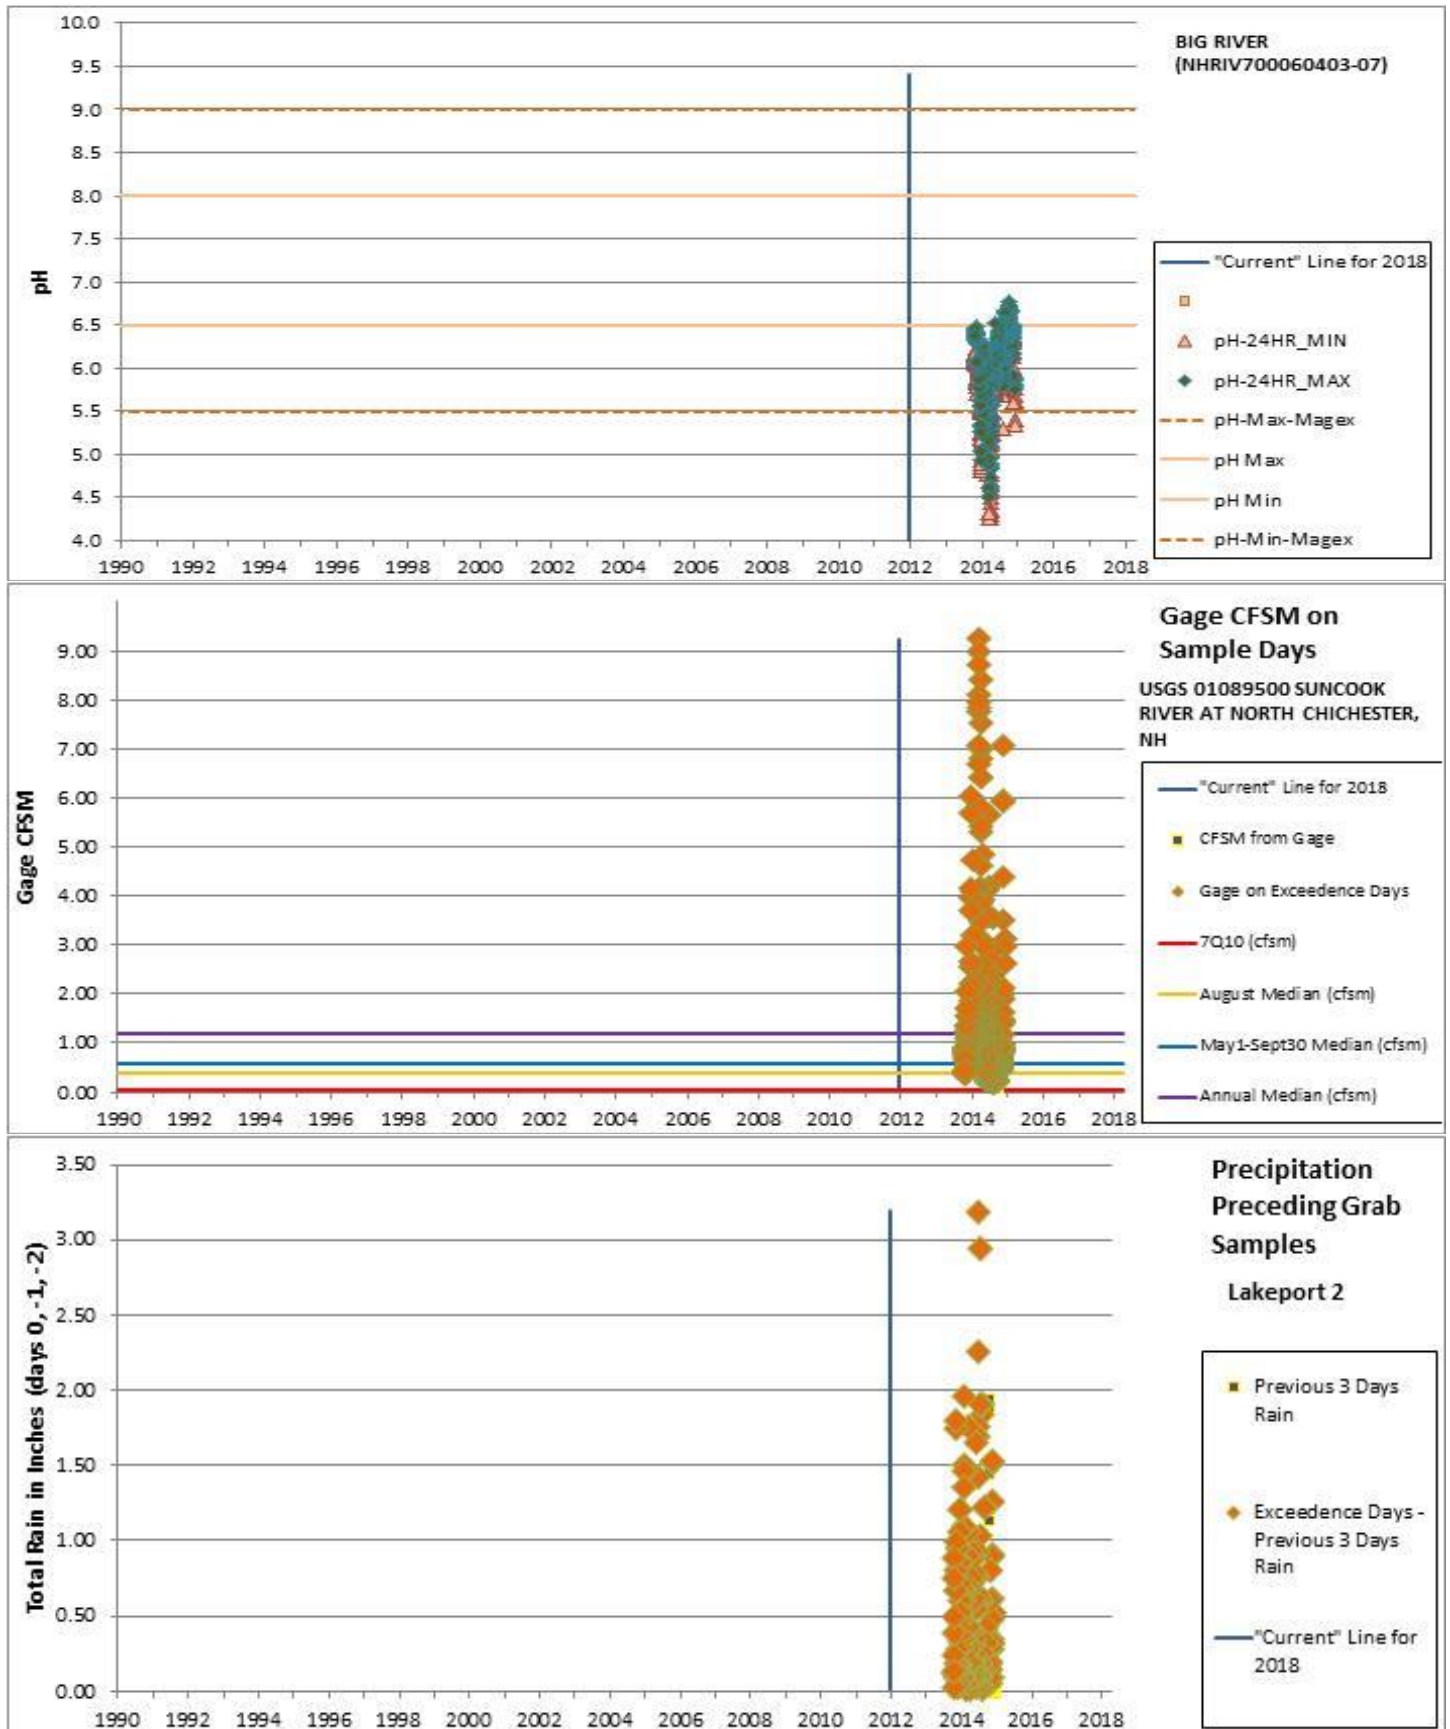 10.0
9.5
9.0
8.5
8.0
7.5
7.0
6.5
6.0
5.5
5.0
4.5
4.0
pH
1990 1992 1994 1996 1998 2000 2002 2004 2006 2008 2010 2012 2014 2016 2018
BIG RIVER
(NHRIV700060403-07)
"Current" Line for 2018
pH-24HR_MIN
pH-24HR_MAX
pH-Max-Magex
pH Max
pH Min
pH-Min-Magex
9.00
8.00
7.00
6.00
5.00
4.00
3.00
2.00
1.00
0.00
Gage CFSM
1990 1992 1994 1996 1998 2000 2002 2004 2006 2008 2010 2012 2014 2016 2018
Gage CFSM on
Sample Days
USGS 01089500 SUNCOOK
RIVER AT NORTH CHICHESTER,
NH
"Current" Line for 2018
CFSM from Gage
Gage on Exceedence Days
7Q10 (cfsm)
August Median (cfsm)
May1-Sept30 Median (cfsm)
Annual Median (cfsm)
3.50
3.00
2.50
2.00
1.50
1.00
0.50
0.00
Total Rain in Inches (days 0, -1, -2)
1990 1992 1994 1996 1998 2000 2002 2004 2006 2008 2010 2012 2014 2016 2018
Precipitation
Preceding Grab
Samples
Lakeport 2
Previous 3 Days
Rain
Exceedence Days -
Previous 3 Days
Rain
"Current" Line for
2018